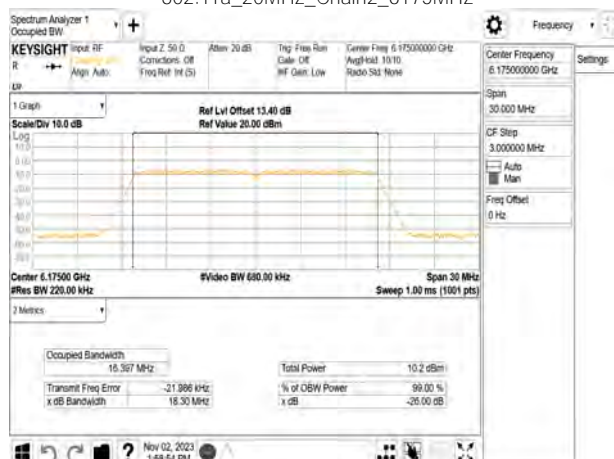 802.11a_20MHz_Chain2_6175MHz
Spectrum Analyzer 1
Occupied BW
Frequency
Settings
KEYSIGHT
R
Input: RF
Align: Auto
Input Z: 50 Ω
Corrections: Off
Freq Ref: Int (S)
Atten: 20 dB
Trig: Free Run
Gate: Off
#IF Gain: Low
Center Freq: 6.175000000 GHz
Avg|Hold: 10/10
Radio Std: None
Center Frequency
6.175000000 GHz
Span
30.000 MHz
CF Step
3.000000 MHz
Auto
Man
Freq Offset
0 Hz
1 Graph
Scale/Div 10.0 dB
Log
Ref Lvl Offset 13.40 dB
Ref Value 20.00 dBm
Center 6.17500 GHz
#Res BW 220.00 kHz
#Video BW 680.00 kHz
Span 30 MHz
Sweep 1.00 ms (1001 pts)
2 Metrics
Occupied Bandwidth
16.397 MHz
Transmit Freq Error -21.986 kHz
x dB Bandwidth 18.30 MHz
Total Power 10.2 dBm
% of OBW Power 99.00 %
x dB -26.00 dB
?
Nov 02, 2023